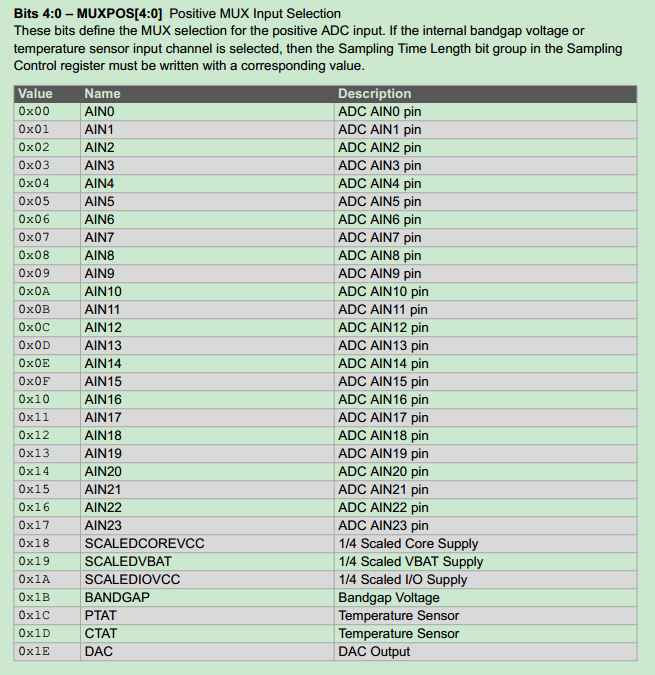 Bits 4:0 – MUXPOS[4:0] Positive MUX Input Selection
These bits define the MUX selection for the positive ADC input. If the internal bandgap voltage or
temperature sensor input channel is selected, then the Sampling Time Length bit group in the Sampling
Control register must be written with a corresponding value.
Value Name Description
0x00 AIN0 ADC AIN0 pin
0x01 AIN1 ADC AIN1 pin
0x02 AIN2 ADC AIN2 pin
0x03 AIN3 ADC AIN3 pin
0x04 AIN4 ADC AIN4 pin
0x05 AIN5 ADC AIN5 pin
0x06 AIN6 ADC AIN6 pin
0x07 AIN7 ADC AIN7 pin
0x08 AIN8 ADC AIN8 pin
0x09 AIN9 ADC AIN9 pin
0x0A AIN10 ADC AIN10 pin
0x0B AIN11 ADC AIN11 pin
0x0C AIN12 ADC AIN12 pin
0x0D AIN13 ADC AIN13 pin
0x0E AIN14 ADC AIN14 pin
0x0F AIN15 ADC AIN15 pin
0x10 AIN16 ADC AIN16 pin
0x11 AIN17 ADC AIN17 pin
0x12 AIN18 ADC AIN18 pin
0x13 AIN19 ADC AIN19 pin
0x14 AIN20 ADC AIN20 pin
0x15 AIN21 ADC AIN21 pin
0x16 AIN22 ADC AIN22 pin
0x17 AIN23 ADC AIN23 pin
0x18 SCALEDCOREVCC 1/4 Scaled Core Supply
0x19 SCALEDVBAT 1/4 Scaled VBAT Supply
0x1A SCALEDIOVCC 1/4 Scaled I/O Supply
0x1B BANDGAP Bandgap Voltage
0x1C PTAT Temperature Sensor
0x1D CTAT Temperature Sensor
0x1E DAC DAC Output